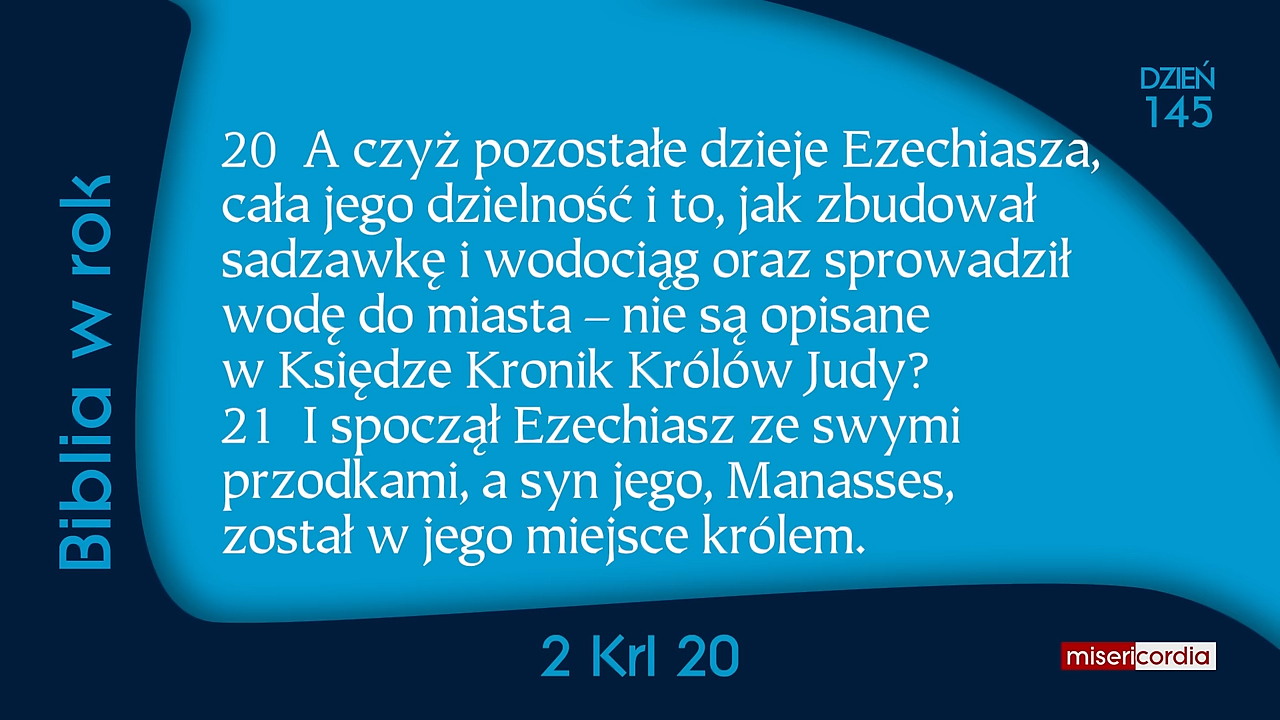 DZIEŃ
145
20 A czyż pozostałe dzieje Ezechiasza,
cała jego dzielność i to, jak zbudował
sadzawkę i wodociąg oraz sprowadził
wodę do miasta – nie są opisane
w Księdze Kronik Królów Judy?
21 I spoczął Ezechiasz ze swymi
przodkami, a syn jego, Manasses,
został w jego miejsce królem.
Biblia w rok
2 Krl 20
misericordia